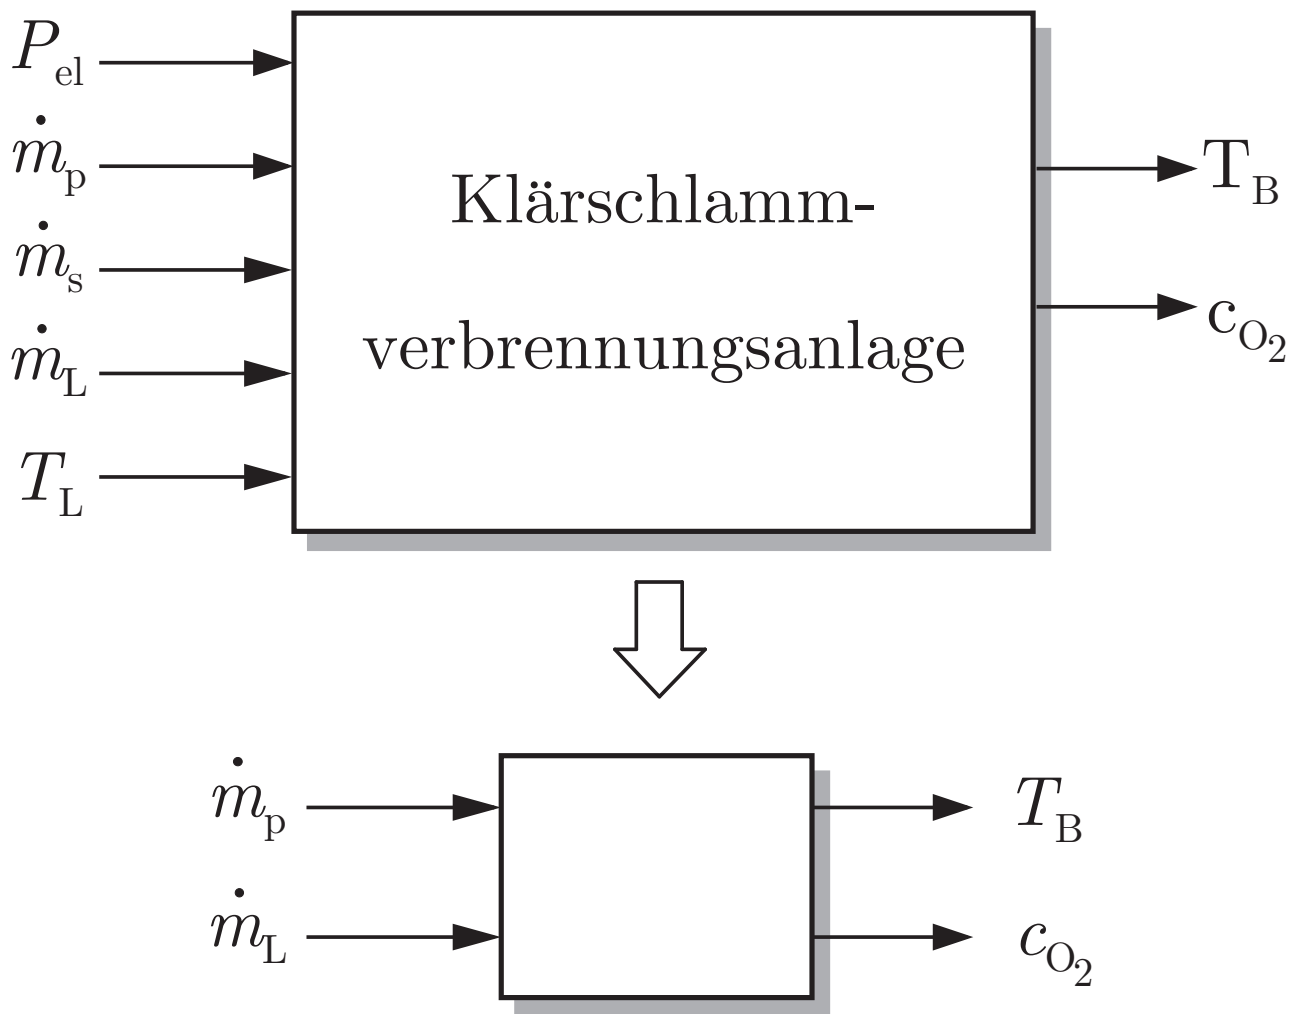 P_el
ṁ_p
ṁ_s
ṁ_L
T_L
Klärschlamm-
verbrennungsanlage
T_B
c_O₂
ṁ_p
ṁ_L
T_B
c_O₂